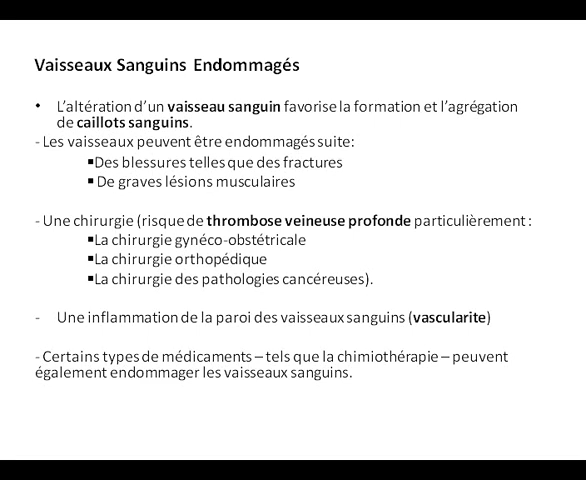 Vaisseaux Sanguins Endommagés
• L'altération d'un vaisseau sanguin favorise la formation et l'agrégation
de caillots sanguins.
- Les vaisseaux peuvent être endommagés suite:
▪Des blessures telles que des fractures
▪ De graves lésions musculaires
- Une chirurgie (risque de thrombose veineuse profonde particulièrement :
▪La chirurgie gynéco-obstétricale
▪La chirurgie orthopédique
▪La chirurgie des pathologies cancéreuses).
- Une inflammation de la paroi des vaisseaux sanguins (vascularite)
- Certains types de médicaments – tels que la chimiothérapie – peuvent
également endommager les vaisseaux sanguins.